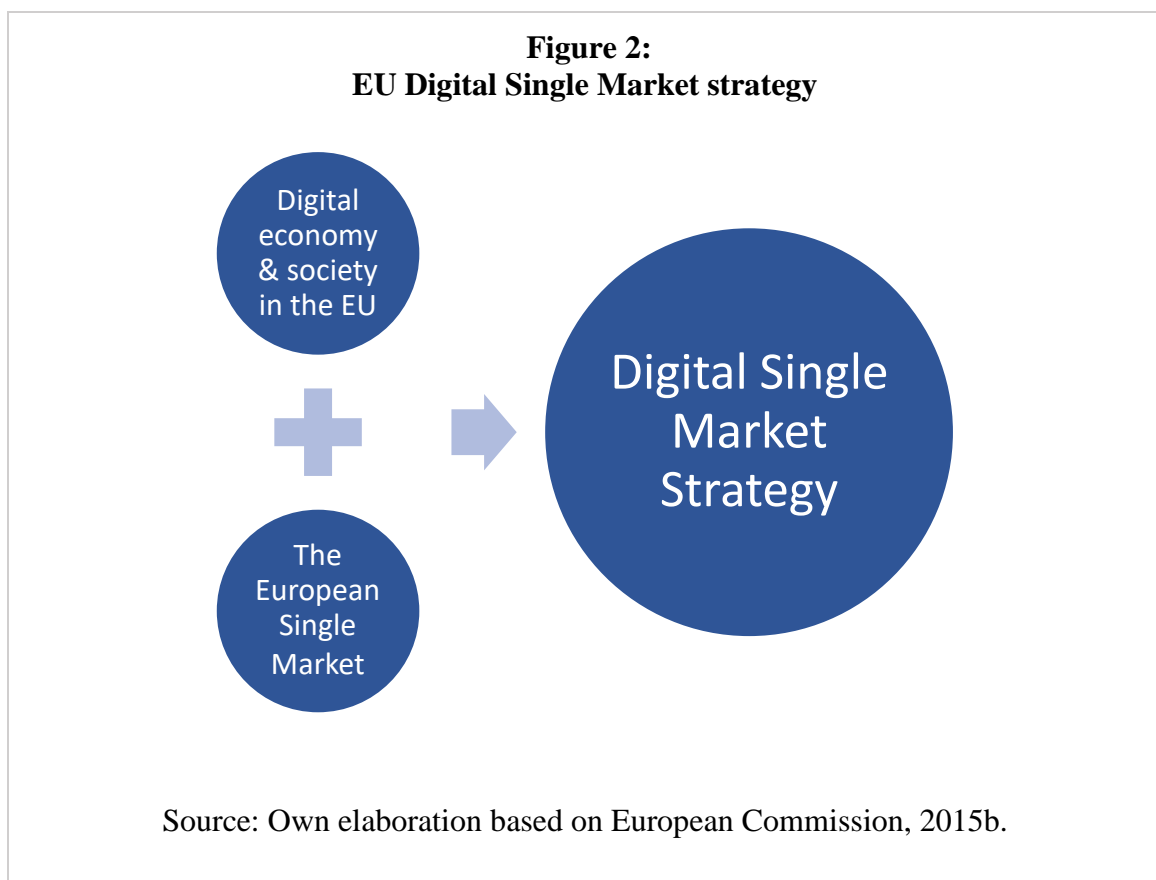 Figure 2:
EU Digital Single Market strategy
Digital
economy
& society
in the EU
The
European
Single
Market
Digital Single
Market
Strategy
Source: Own elaboration based on European Commission, 2015b.